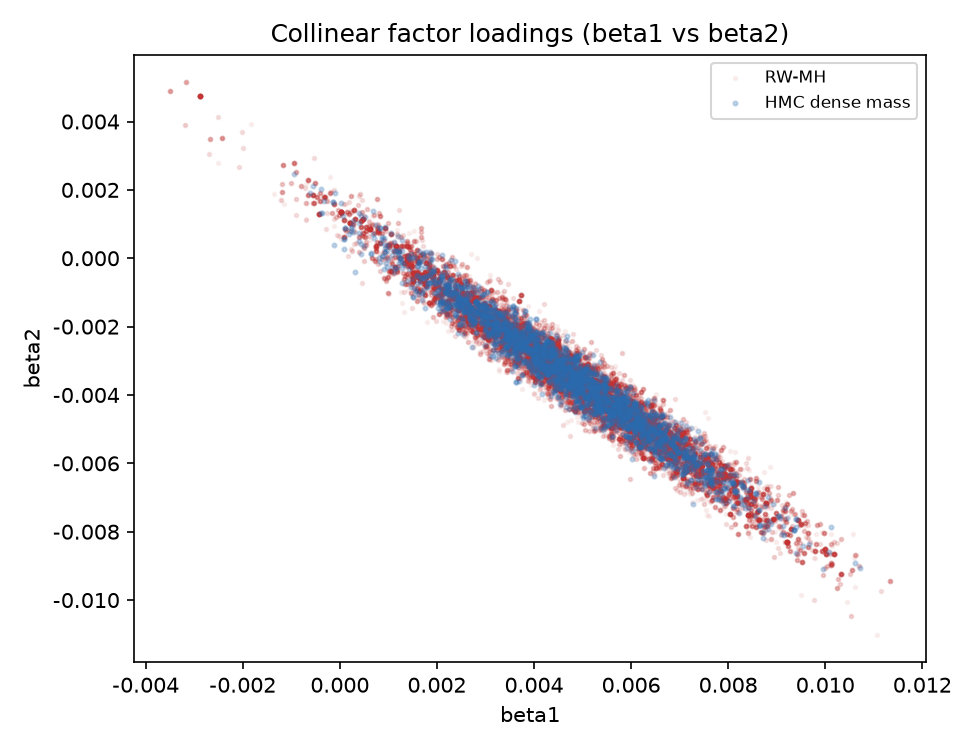 Collinear factor loadings (beta1 vs beta2)
RW-MH
HMC dense mass
0.004
0.002
0.000
-0.002
-0.004
-0.006
-0.008
-0.010
beta2
-0.004 -0.002 0.000 0.002 0.004 0.006 0.008 0.010 0.012
beta1